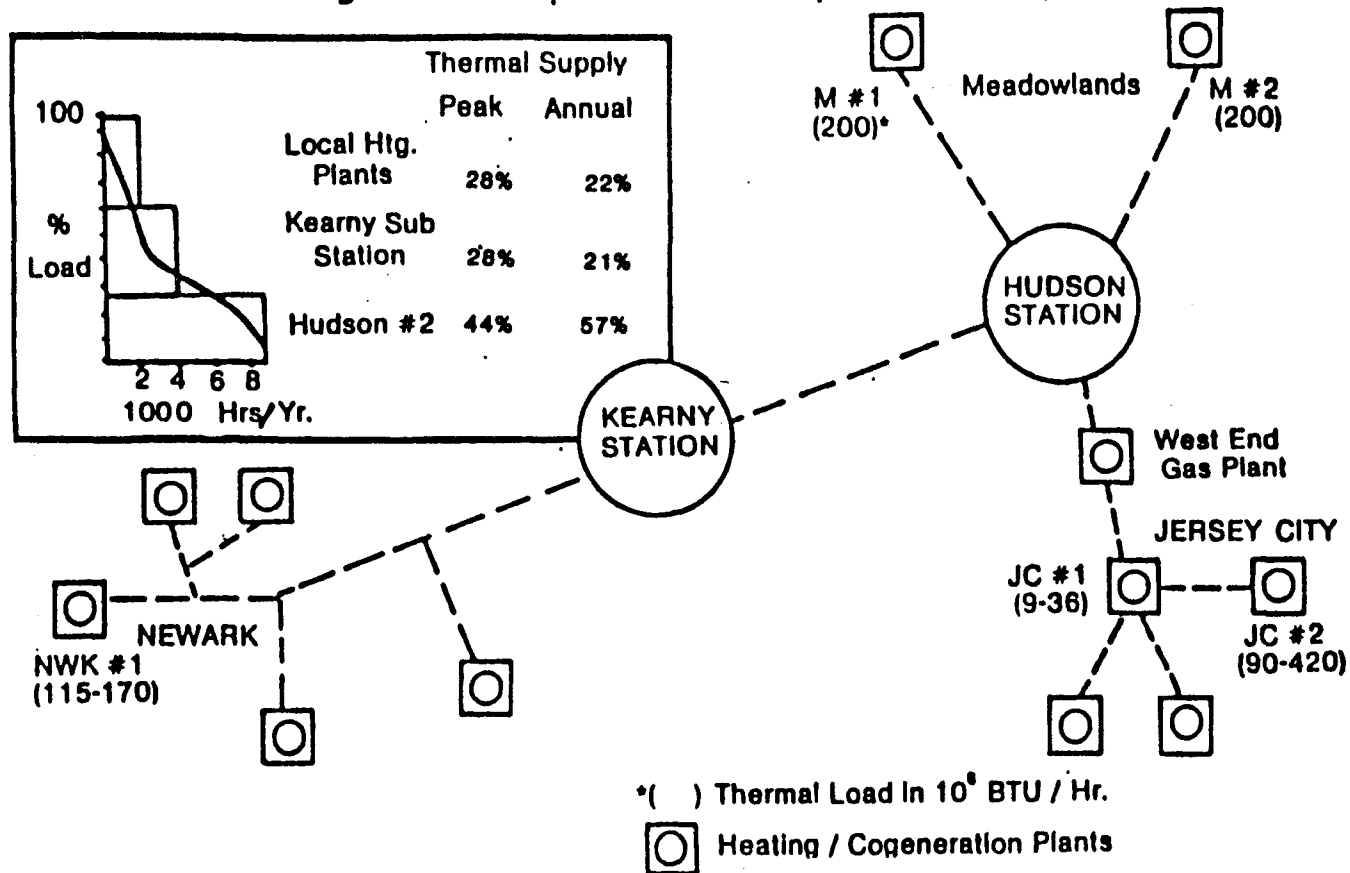 Thermal Supply
Peak Annual
100
Local Htg.
Plants
28% 22%
%
Load
Kearny Sub
Station
28% 21%
Hudson #2 44% 57%
2 4 6 8
1000 Hrs/Yr.
Meadowlands
M #1
(200)*
M #2
(200)
HUDSON
STATION
KEARNY
STATION
West End
Gas Plant
JERSEY CITY
JC #1
(9-36)
JC #2
(90-420)
NEWARK
NWK #1
(115-170)
*( ) Thermal Load in 10⁶ BTU / Hr.
Heating / Cogeneration Plants